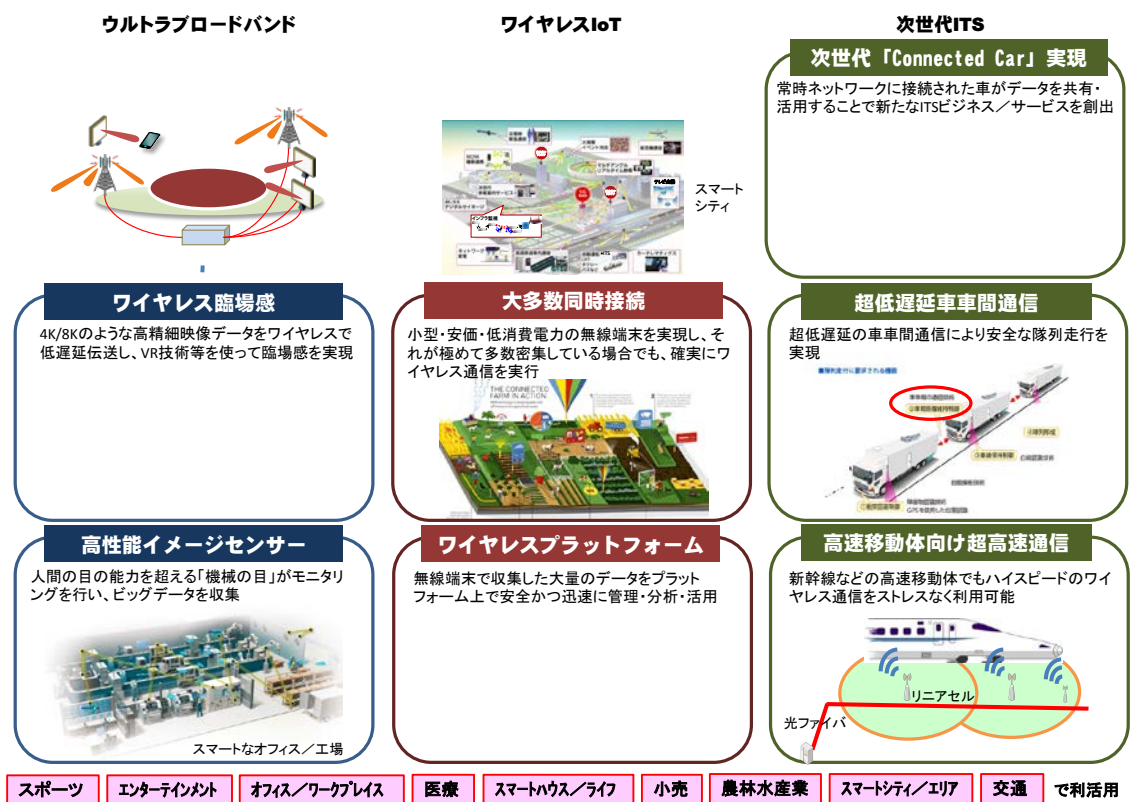 ウルトラブロードバンド
ワイヤレスIoT
次世代ITS
次世代「Connected Car」実現
常時ネットワークに接続された車がデータを共有・
活用することで新たなITSビジネス／サービスを創出
スマート
シティ
インフラ監視
ワイヤレス臨場感
4K/8Kのような高精細映像データをワイヤレスで
低遅延伝送し、VR技術等を使って臨場感を実現
大多数同時接続
小型・安価・低消費電力の無線端末を実現し、そ
れが極めて多数密集している場合でも、確実にワ
イヤレス通信を実行
THE CONNECTED
FARM IN ACTION
超低遅延車車間通信
超低遅延の車車間通信により安全な隊列走行を
実現
高性能イメージセンサー
人間の目の能力を超える「機械の目」がモニタリ
ングを行い、ビッグデータを収集
スマートなオフィス／工場
ワイヤレスプラットフォーム
無線端末で収集した大量のデータをプラット
フォーム上で安全かつ迅速に管理・分析・活用
高速移動体向け超高速通信
新幹線などの高速移動体でもハイスピードのワイ
ヤレス通信をストレスなく利用可能
リニアセル
光ファイバ
スポーツ
エンターテインメント
オフィス／ワークプレイス
医療
スマートハウス／ライフ
小売
農林水産業
スマートシティ／エリア
交通
で利活用